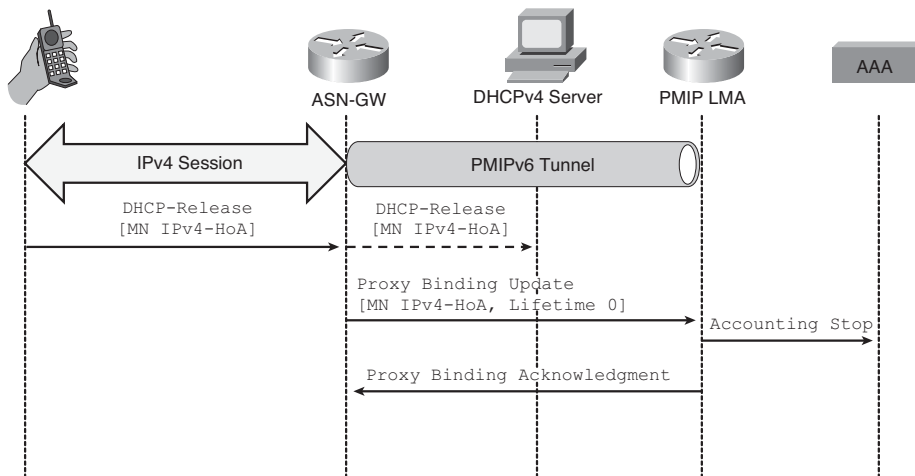 AAA
ASN-GW
DHCPv4 Server
PMIP LMA
IPv4 Session
PMIPv6 Tunnel
DHCP-Release
[MN IPv4-HoA]
DHCP-Release
[MN IPv4-HoA]
Proxy Binding Update
[MN IPv4-HoA, Lifetime 0]
Accounting Stop
Proxy Binding Acknowledgment